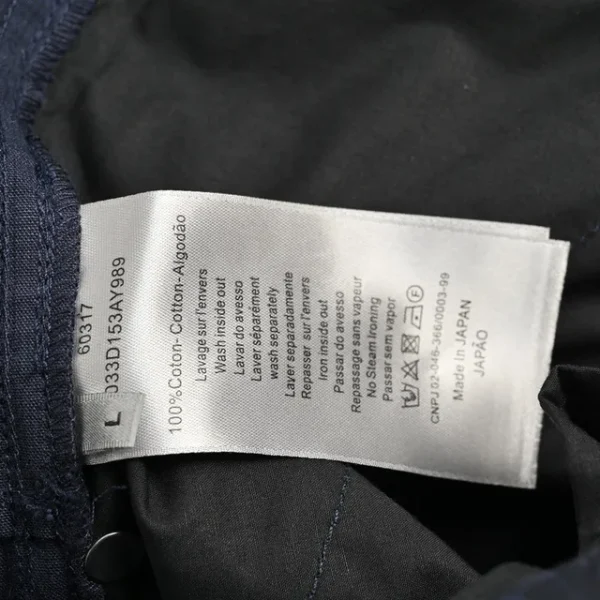 60317
D33D153AY989
L
100%Coton-Cotton-Algodão
Lavage sur l'envers
Wash inside out
Lavar do avesso
Laver séparément
wash separately
Laver separadamente
Repasser sur l'envers
Iron inside out
Passar do avesso
Repassage sans vapeur
No Steam Ironing
Passar sem vapor
CNPJ 02-046-366/0003-99
Made In JAPAN
JAPÃO